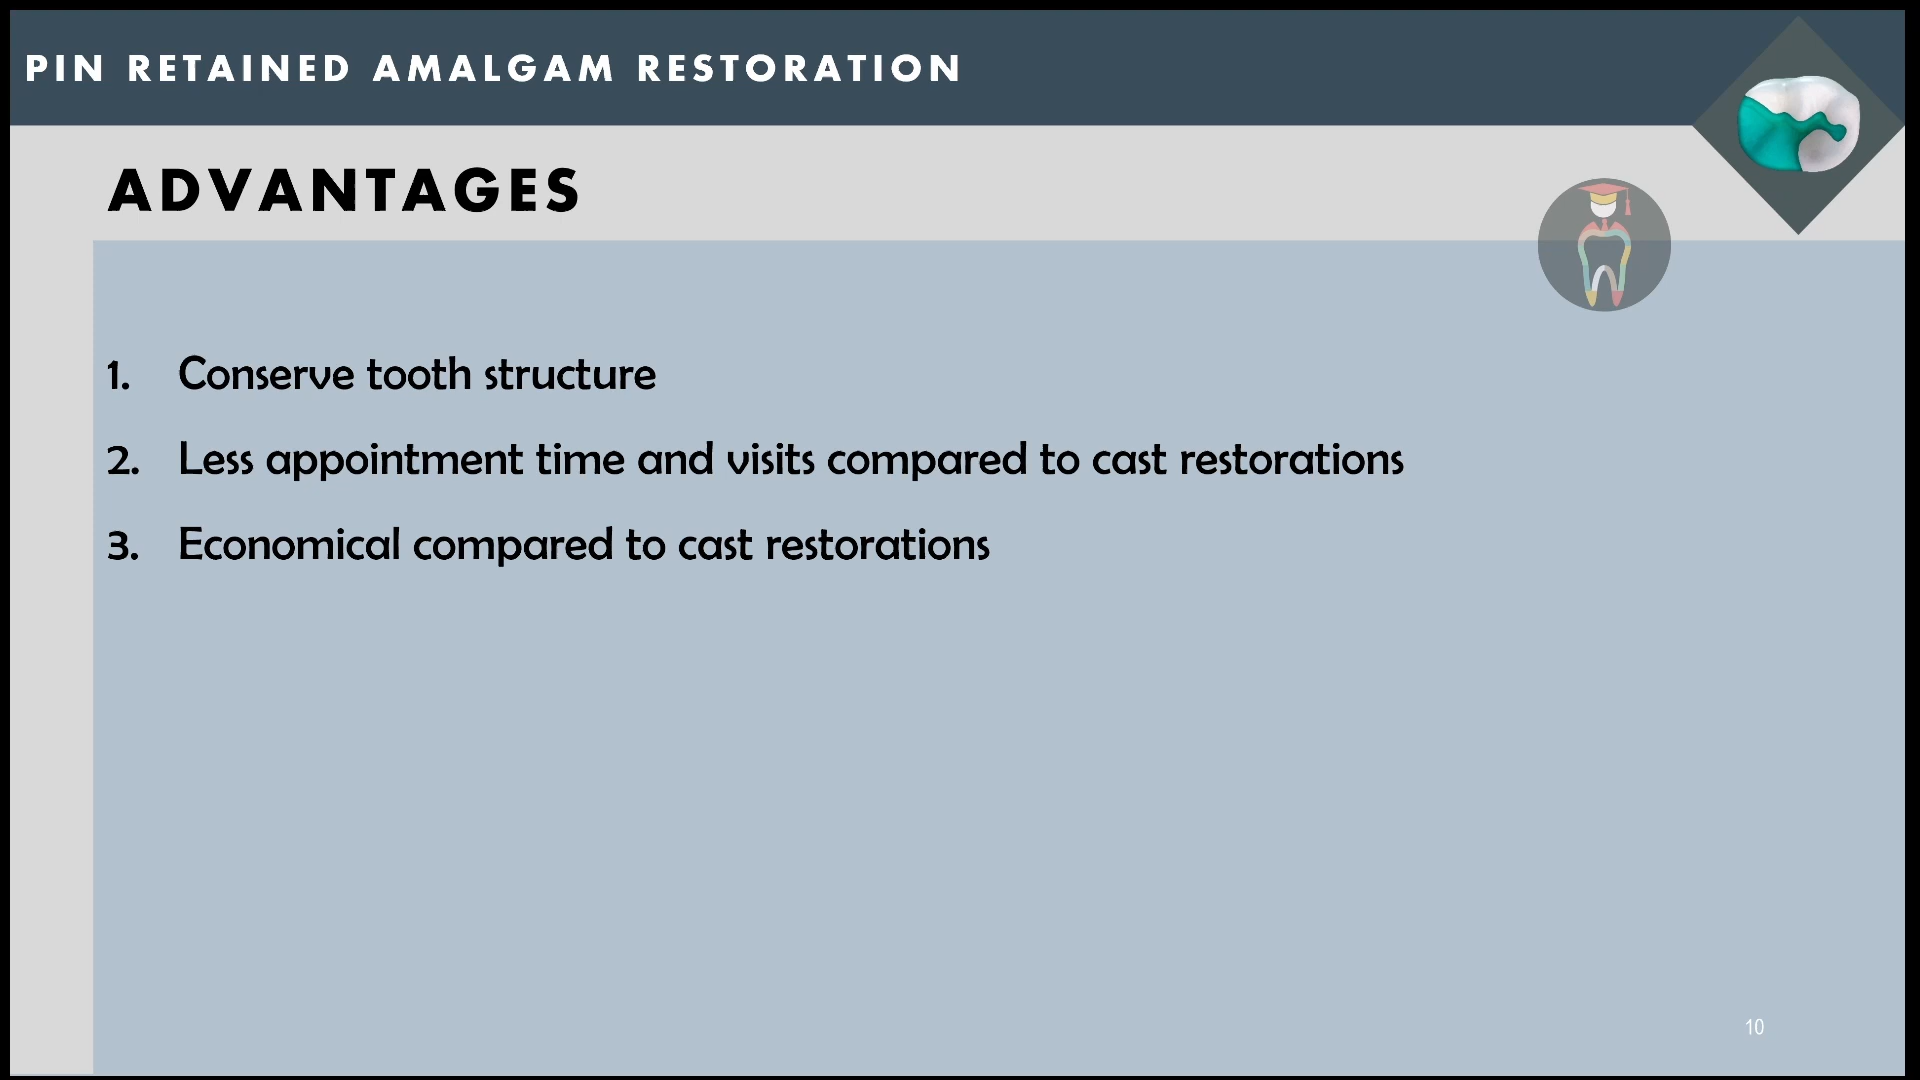 PIN RETAINED AMALGAM RESTORATION
ADVANTAGES
1. Conserve tooth structure
2. Less appointment time and visits compared to cast restorations
3. Economical compared to cast restorations
10